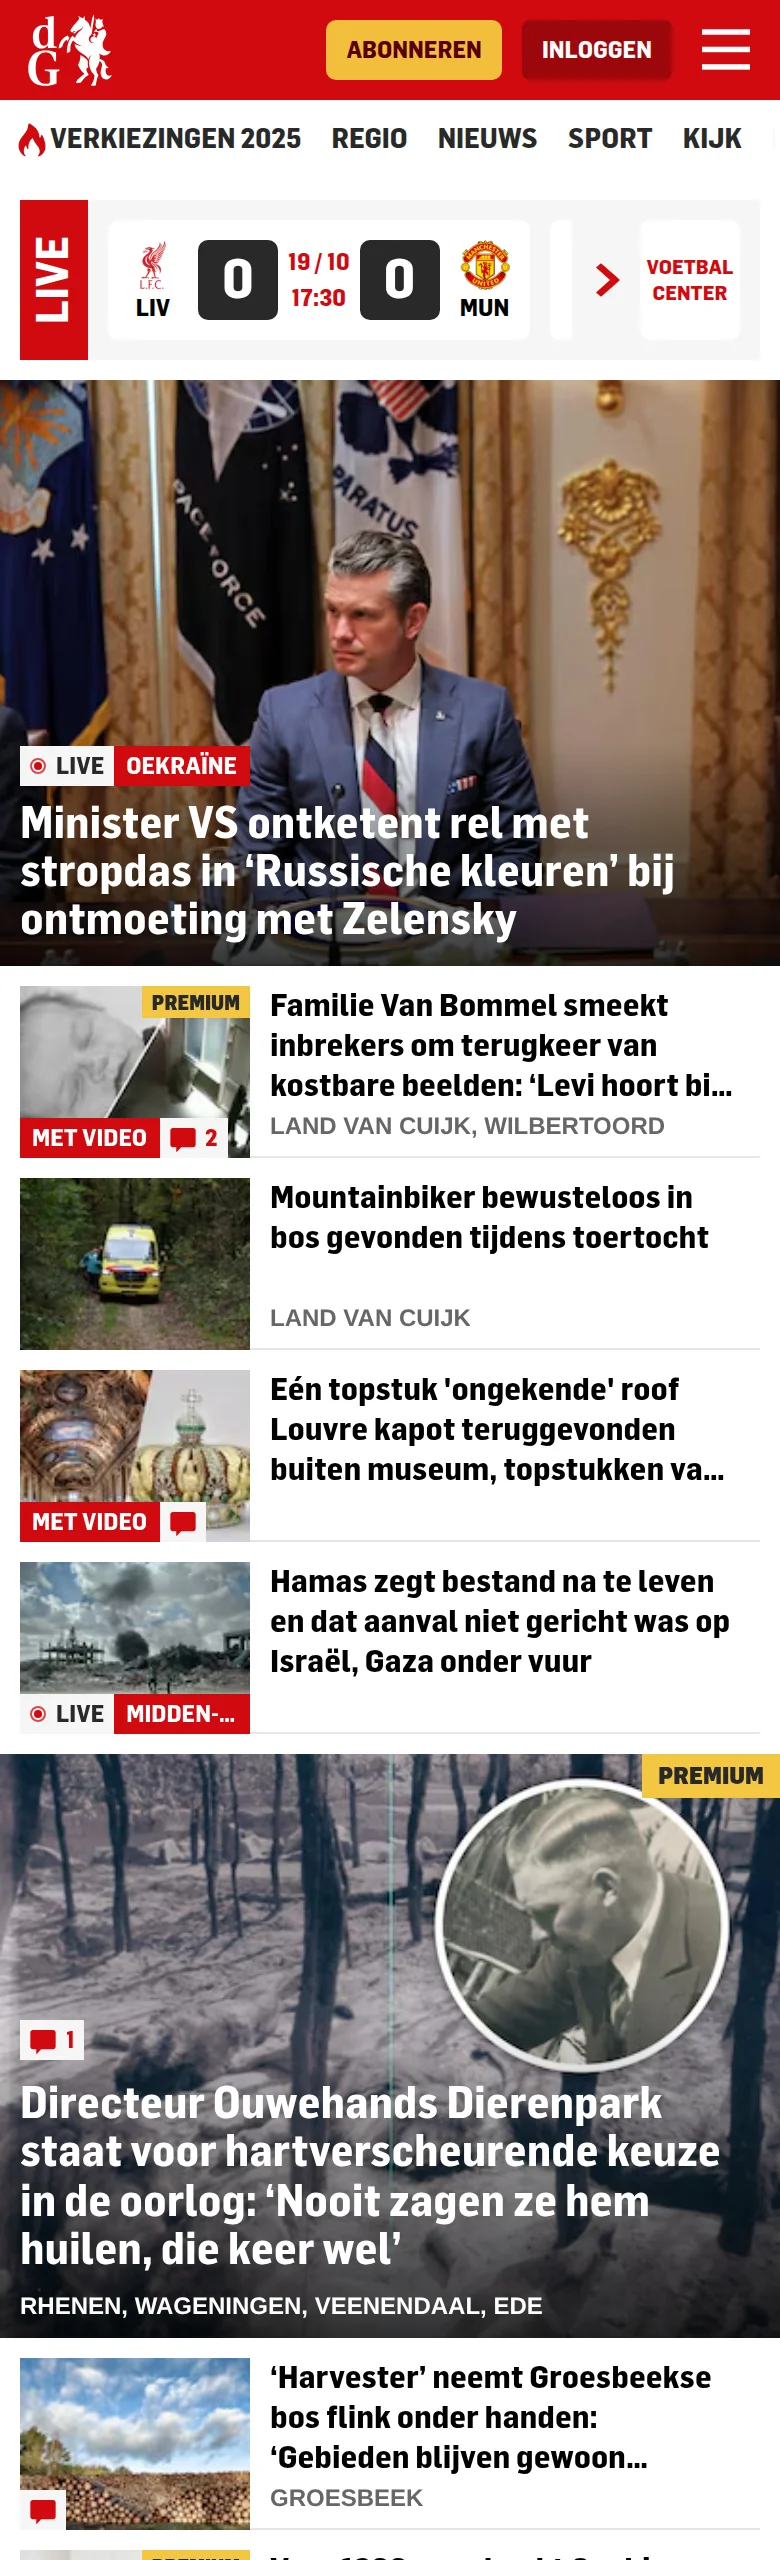 dG
ABONNEREN
INLOGGEN
VERKIEZINGEN 2025 REGIO NIEUWS SPORT KIJK
LIVE
L.F.C.
LIV
0
19 / 10
17:30
0
MANCHESTER
UNITED
MUN
VOETBAL
CENTER
PACE FORCE
PARATUS
LIVE OEKRAÏNE
Minister VS ontketent rel met
stropdas in ‘Russische kleuren’ bij
ontmoeting met Zelensky
PREMIUM
MET VIDEO 2
Familie Van Bommel smeekt
inbrekers om terugkeer van
kostbare beelden: ‘Levi hoort bi...
LAND VAN CUIJK, WILBERTOORD
Mountainbiker bewusteloos in
bos gevonden tijdens toertocht
LAND VAN CUIJK
MET VIDEO
Eén topstuk 'ongekende' roof
Louvre kapot teruggevonden
buiten museum, topstukken va...
LIVE MIDDEN-...
Hamas zegt bestand na te leven
en dat aanval niet gericht was op
Israël, Gaza onder vuur
PREMIUM
1
Directeur Ouwehands Dierenpark
staat voor hartverscheurende keuze
in de oorlog: ‘Nooit zagen ze hem
huilen, die keer wel’
RHENEN, WAGENINGEN, VEENENDAAL, EDE
‘Harvester’ neemt Groesbeekse
bos flink onder handen:
‘Gebieden blijven gewoon...
GROESBEEK